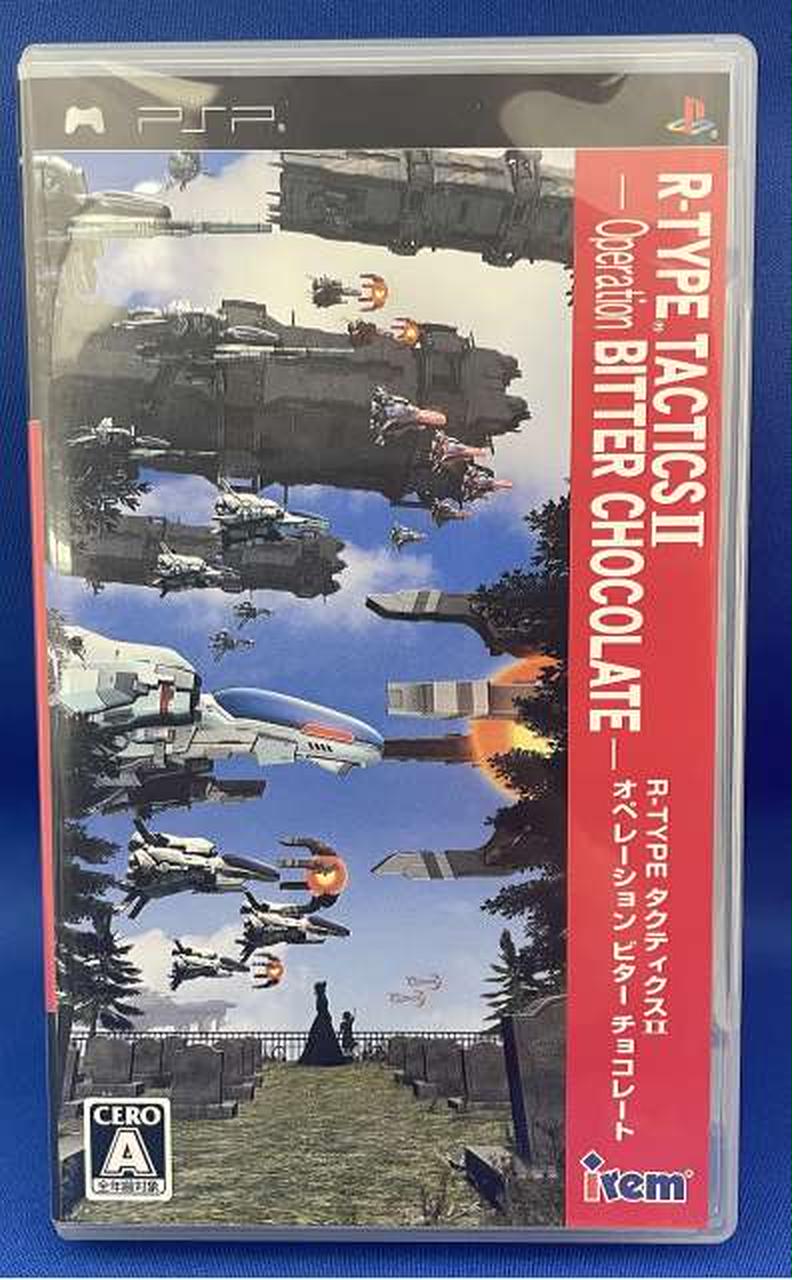 PSP
R-TYPE TACTICS II
— Operation BITTER CHOCOLATE —
R-TYPE タクティクスII
オペレーション ビター チョコレート
CERO
A
全年齢対象
irem